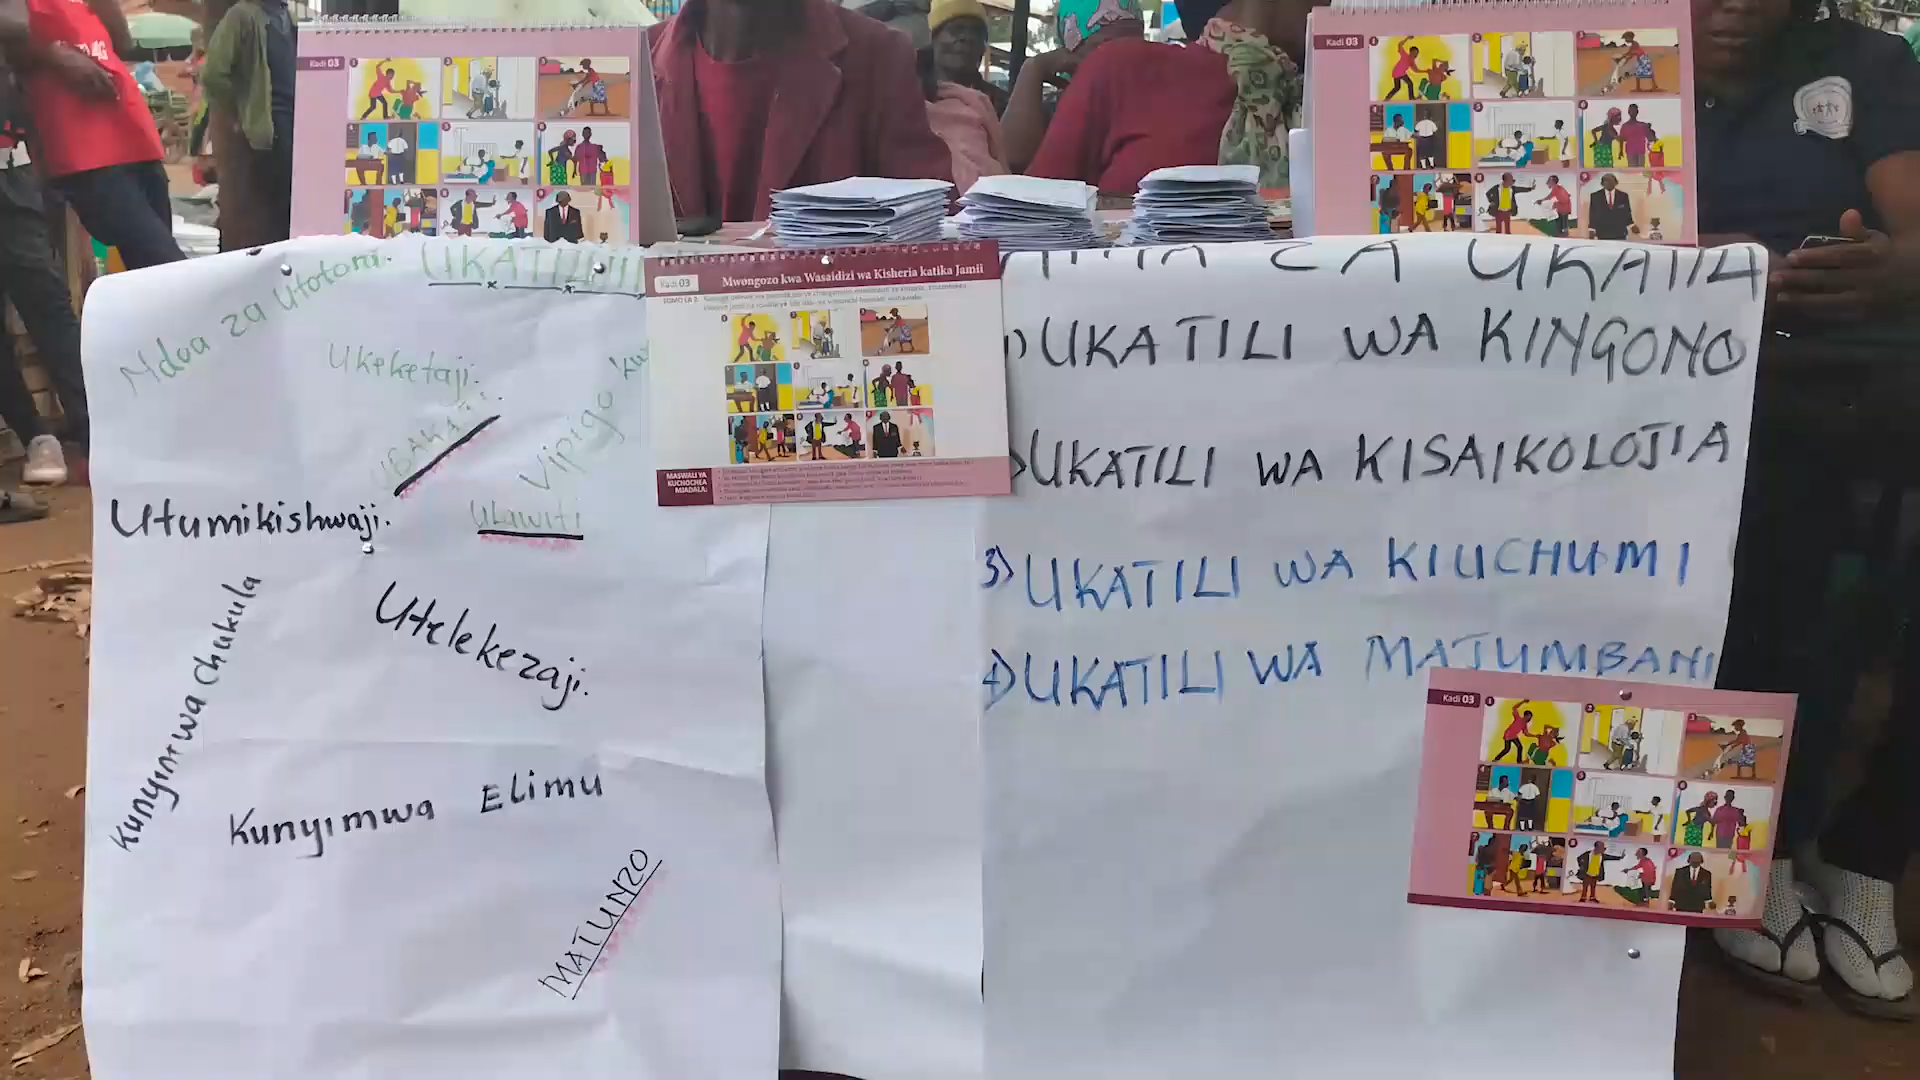 Kadi 03
Kadi 03
Ndoa za Utotoni.
UKATILI
Ukeketaji.
UBAKAJI.
Vipigo
Utumikishwaji.
Ulawiti
Kunyimwa chukula
Utelekezaji.
Kunyimwa Elimu
MATUNZO
Kadi 03
Mwongozo kwa Wasaidizi wa Kisheria katika Jamii
MASWALI YA
KUCHOCHEA
MJADALA:
ZA UKATILI
1) UKATILI WA KINGONO
UKATILI WA KISAIKOLOJIA
3) UKATILI WA KIUCHUMI
4) UKATILI WA MAJUMBANI
Kadi 03